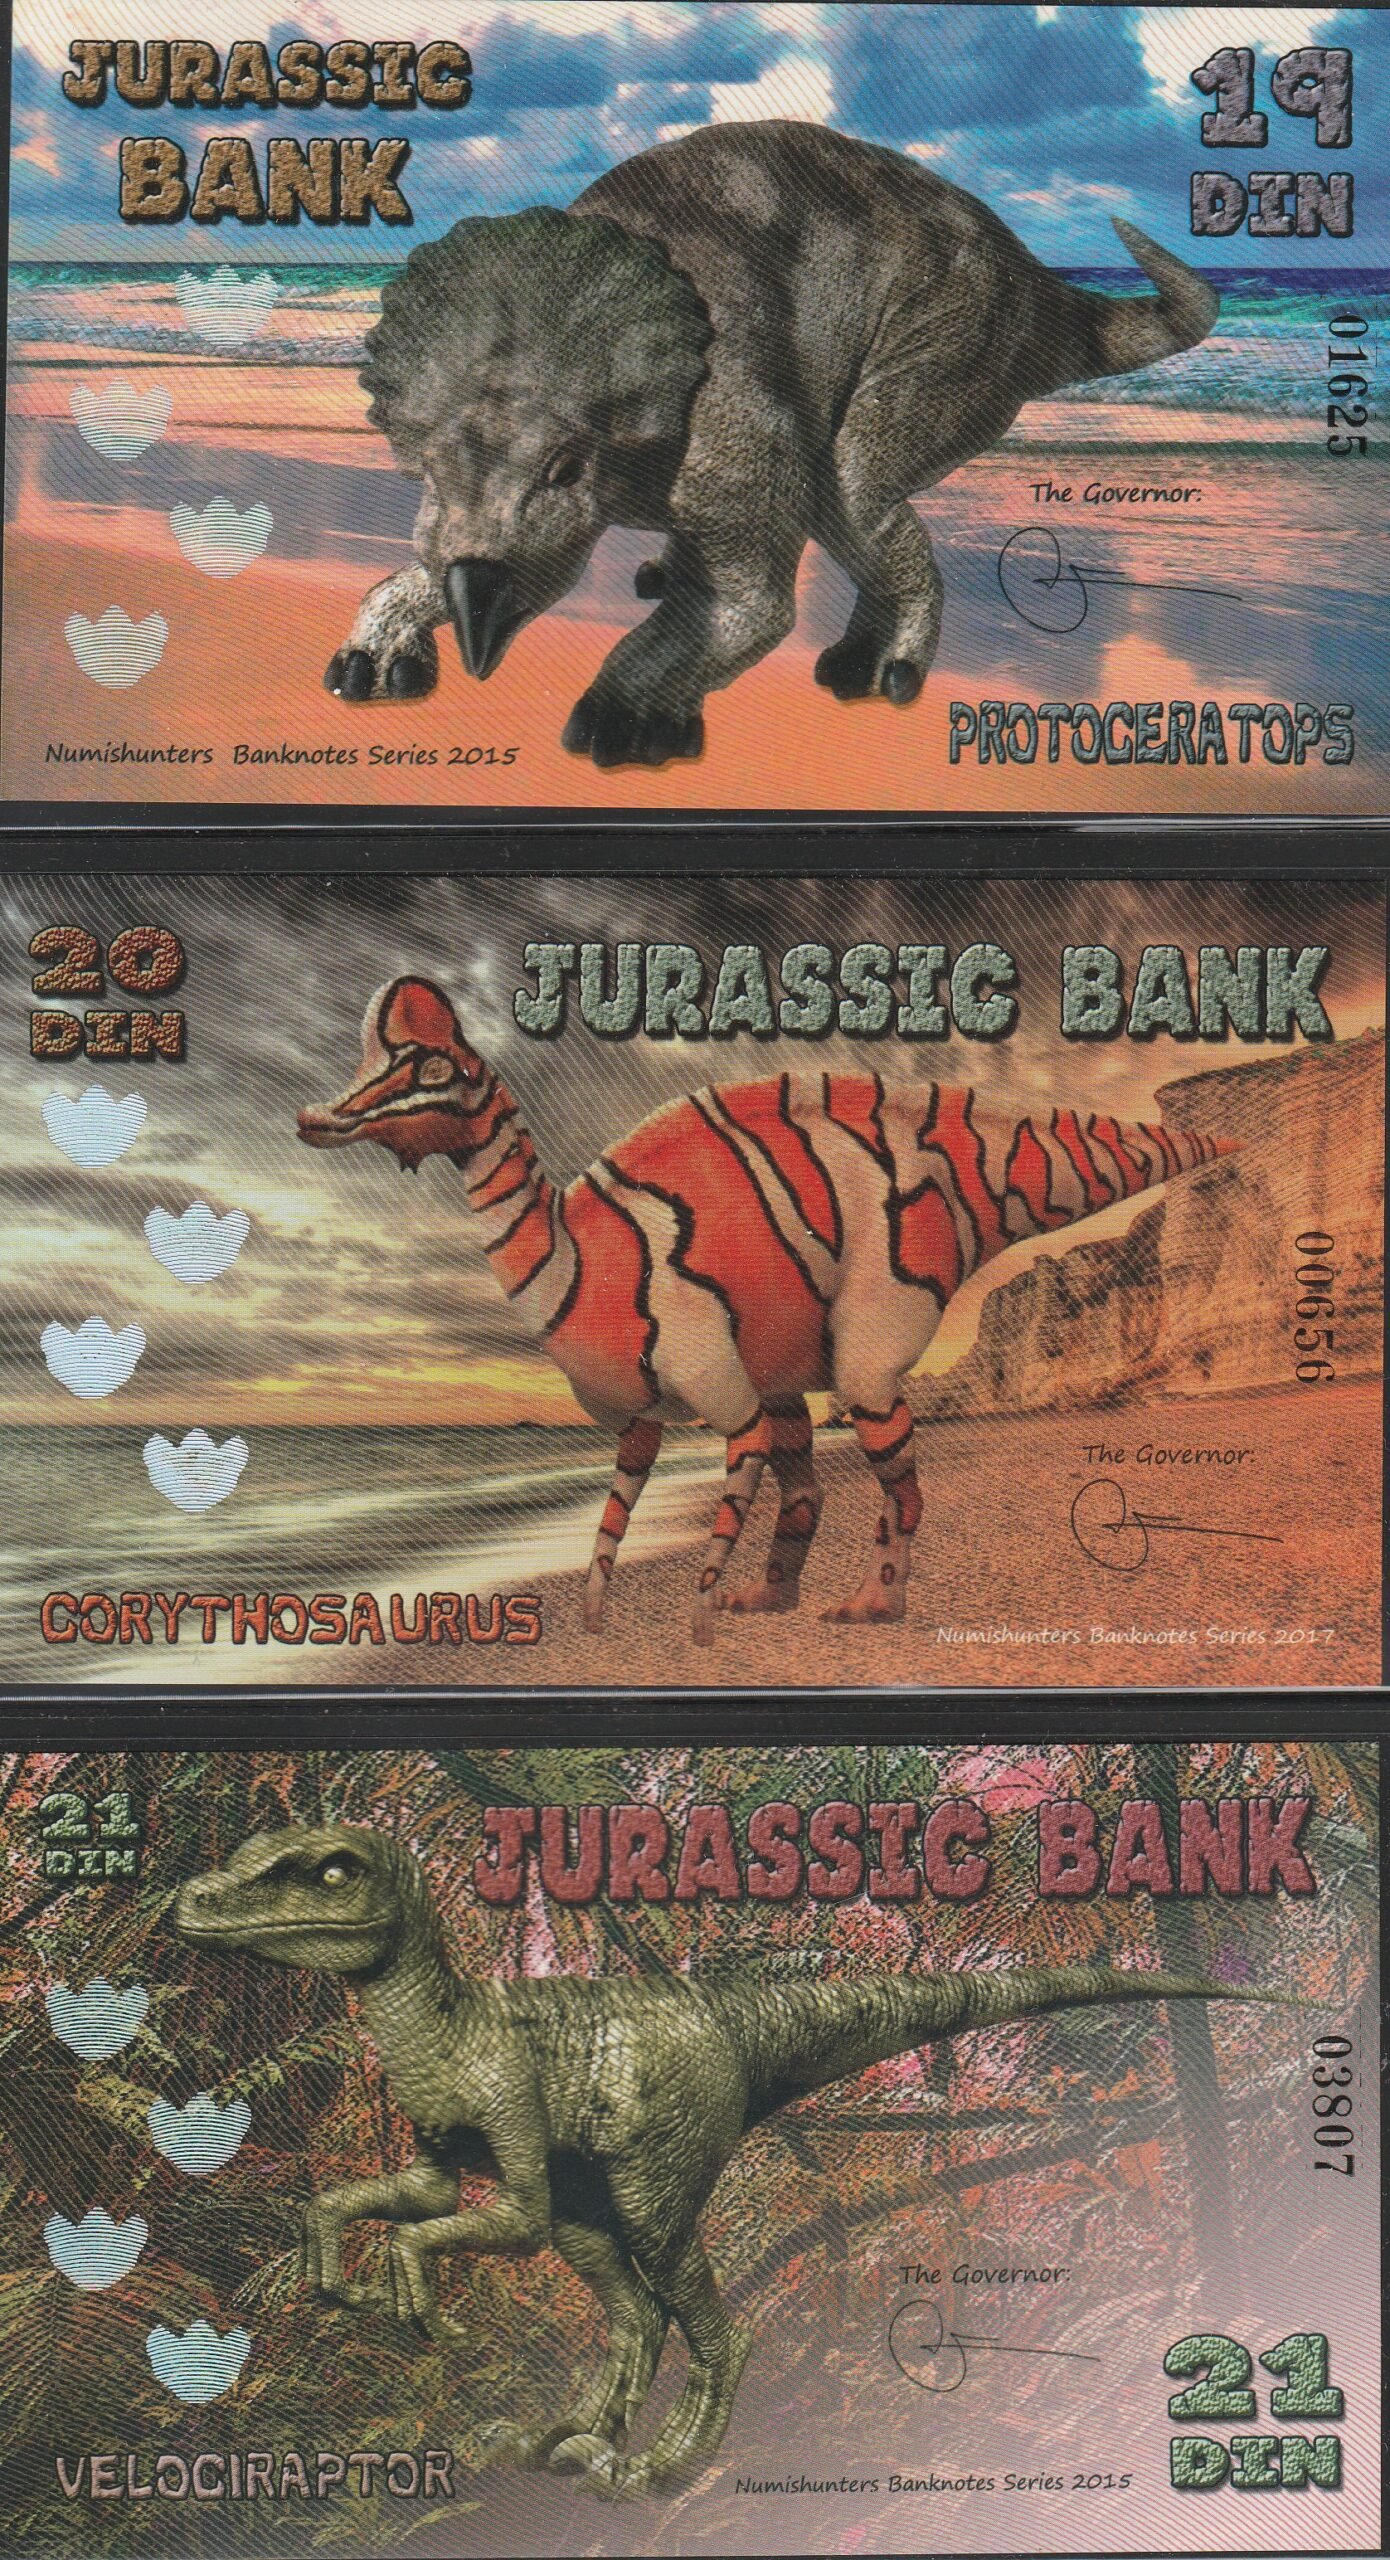 JURASSIC
BANK
19
DIN
01625
The Governor:
PROTOCERATOPS
Numishunters Banknotes Series 2015
20
DIN
JURASSIC BANK
00656
The Governor:
CORYTHOSAURUS
Numishunters Banknotes Series 2017
21
DIN
JURASSIC BANK
03807
The Governor:
21
DIN
VELOCIRAPTOR
Numishunters Banknotes Series 2015